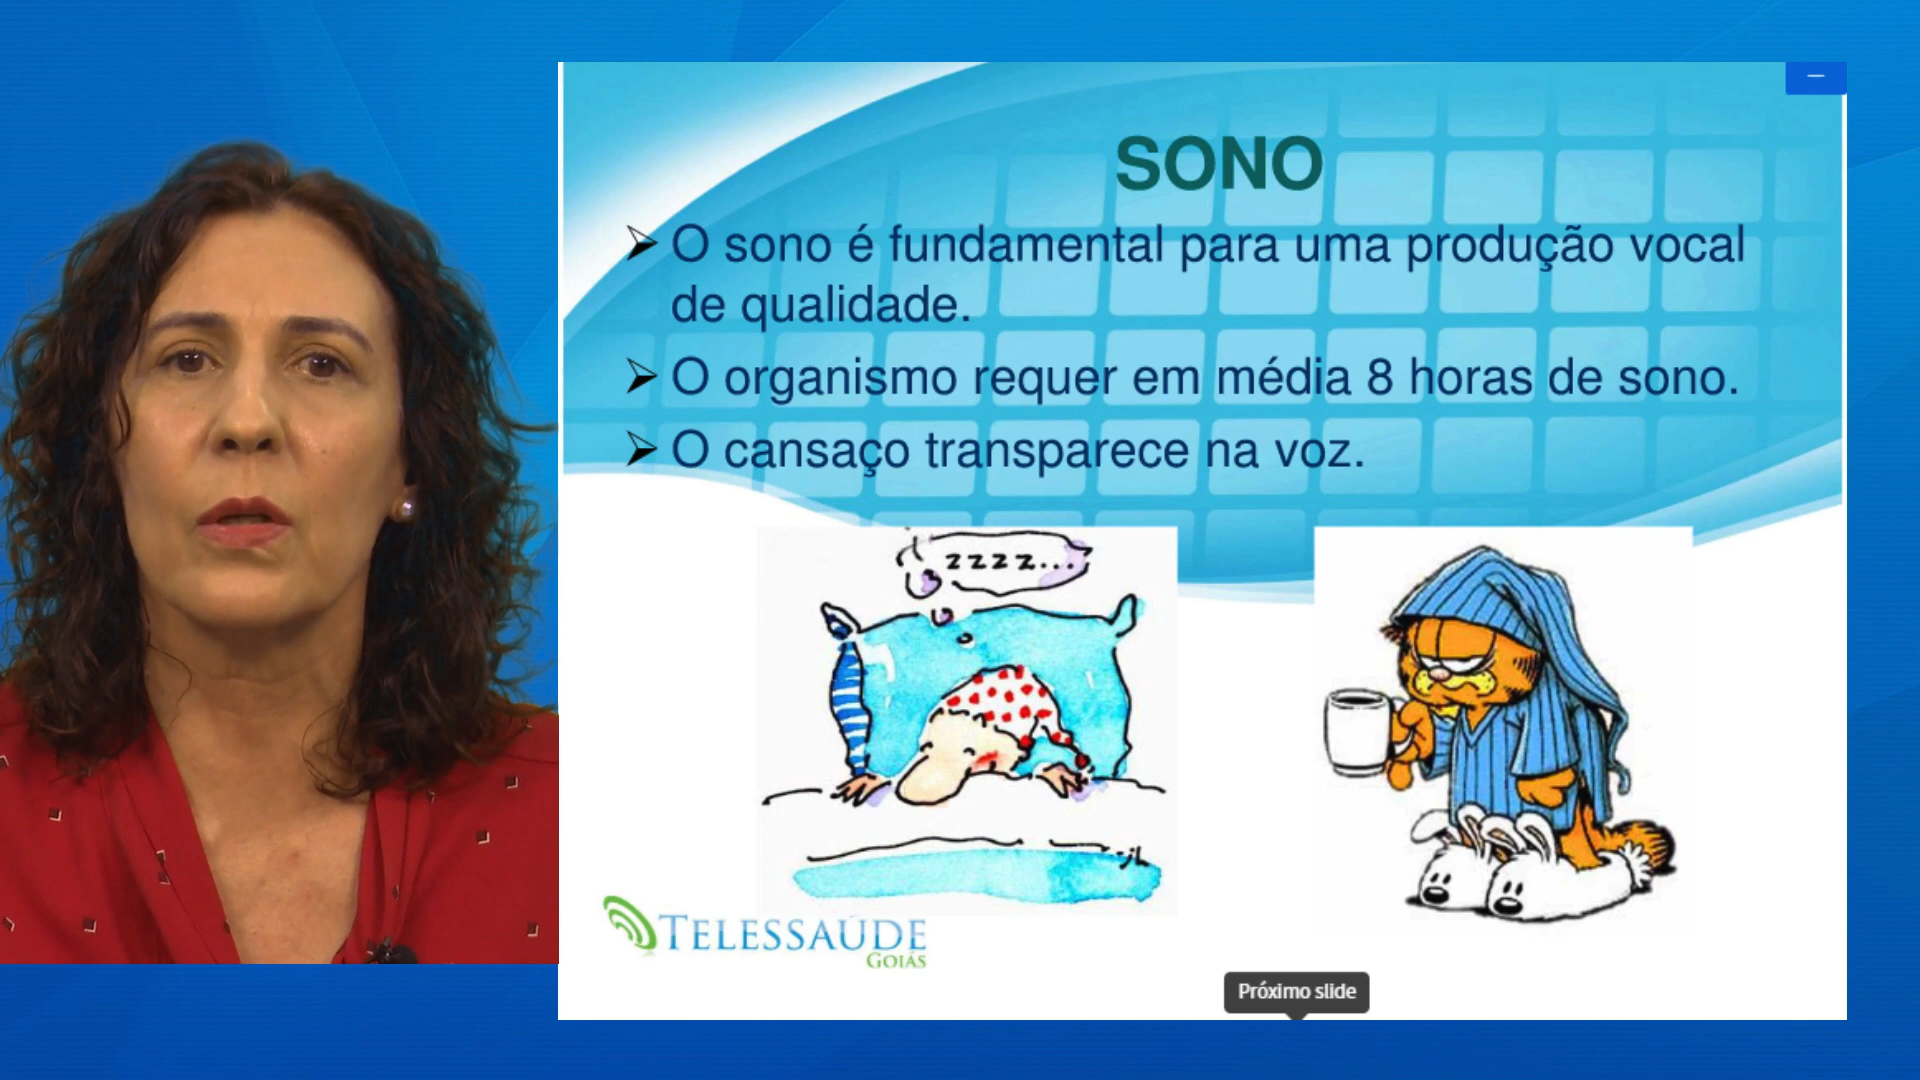 SONO
O sono é fundamental para uma produção vocal
de qualidade.
O organismo requer em média 8 horas de sono.
O cansaço transparece na voz.
zzzz...
jL
TELESSAÚDE
GOIÁS
Próximo slide